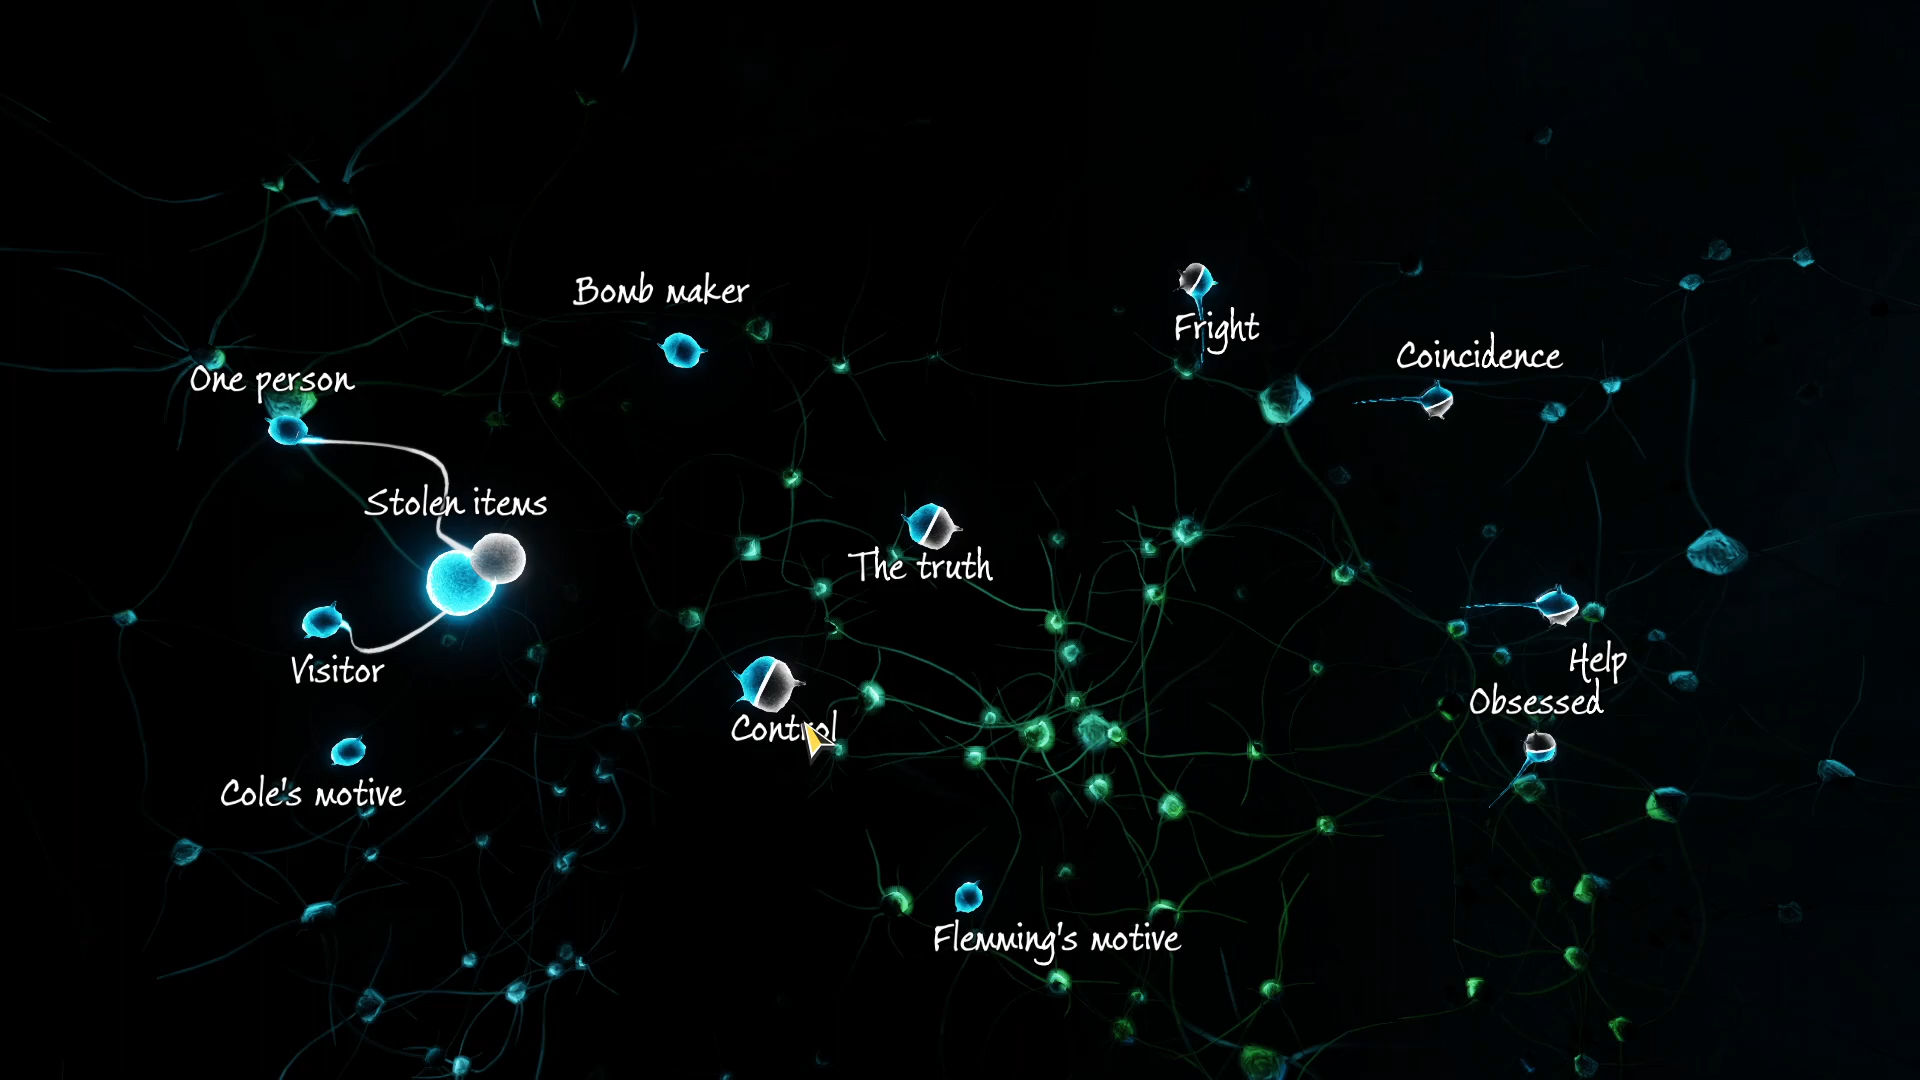 Bomb maker
Fright
Coincidence
One person
Stolen items
The truth
Visitor
Help
Obsessed
Control
Cole's motive
Flemming's motive